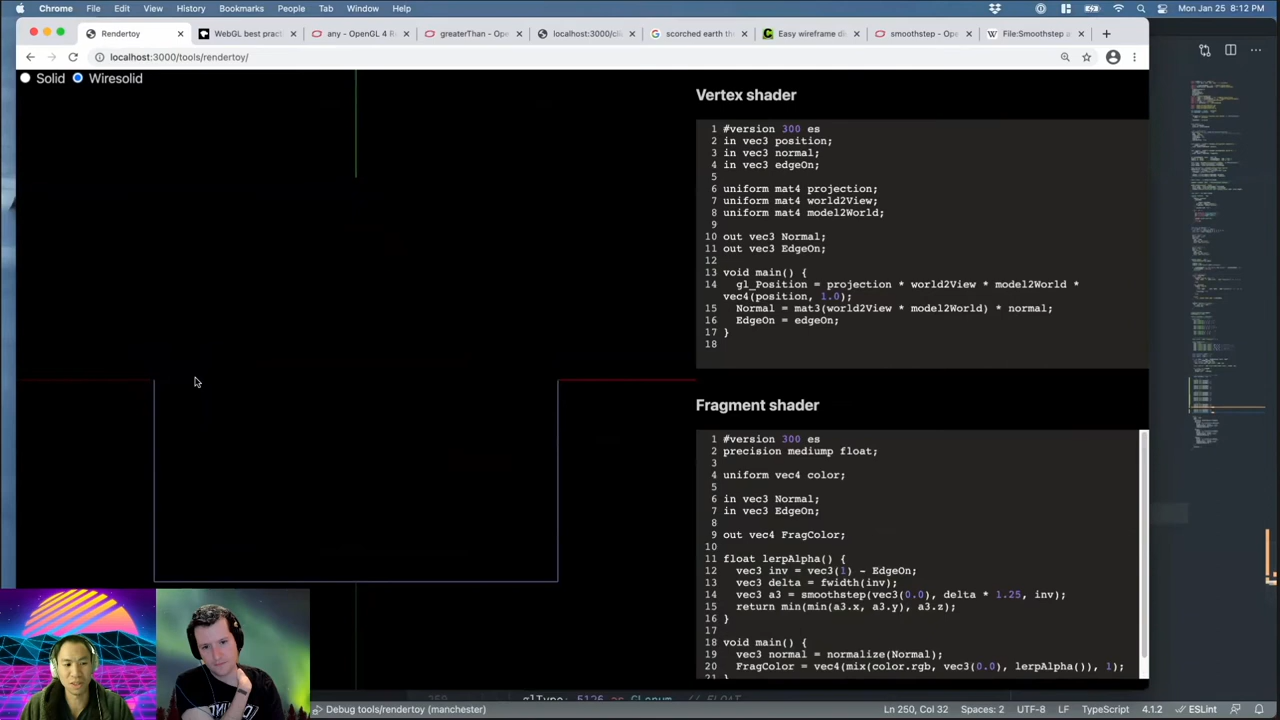 Chrome File Edit View History Bookmarks People Tab Window Help Mon Jan 25 8:12 PM
Rendertoy WebGL best prac any - OpenGL 4 R greaterThan - Ope localhost:3000/cli scorched earth th Easy wireframe di smoothstep - Ope File:Smoothstep a
localhost:3000/tools/rendertoy/
Solid Wiresolid
Vertex shader
1 #version 300 es
2 in vec3 position;
3 in vec3 normal;
4 in vec3 edgeOn;
5
6 uniform mat4 projection;
7 uniform mat4 world2View;
8 uniform mat4 model2World;
9
10 out vec3 Normal;
11 out vec3 EdgeOn;
12
13 void main() {
14 gl_Position = projection * world2View * model2World *
vec4(position, 1.0);
15 Normal = mat3(world2View * model2World) * normal;
16 EdgeOn = edgeOn;
17 }
18
Fragment shader
1 #version 300 es
2 precision mediump float;
3
4 uniform vec4 color;
5
6 in vec3 Normal;
7 in vec3 EdgeOn;
8
9 out vec4 FragColor;
10
11 float lerpAlpha() {
12 vec3 inv = vec3(1) - EdgeOn;
13 vec3 delta = fwidth(inv);
14 vec3 a3 = smoothstep(vec3(0.0), delta * 1.25, inv);
15 return min(min(a3.x, a3.y), a3.z);
16 }
17
18 void main() {
19 vec3 normal = normalize(Normal);
20 FragColor = vec4(mix(color.rgb, vec3(0.0), lerpAlpha()), 1);
21 }
250 glType: 5126 as GLenum, // FLOAT
Debug tools/rendertoy (manchester) Ln 250, Col 32 Spaces: 2 UTF-8 LF TypeScript 4.1.2 ESLint